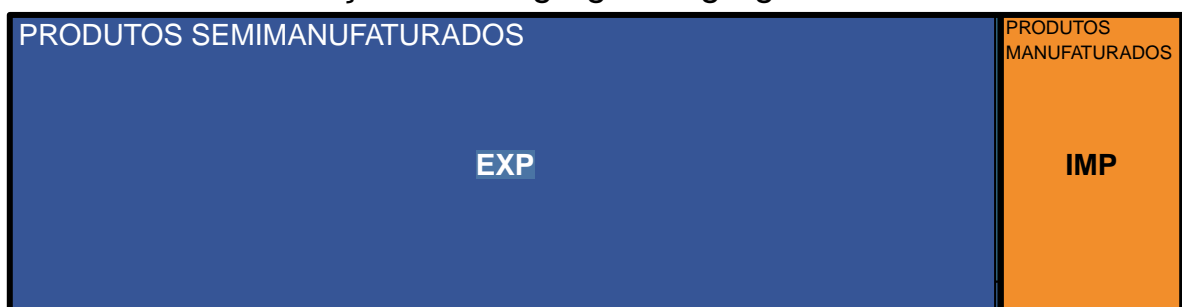 PRODUTOS SEMIMANUFATURADOS
PRODUTOS
MANUFATURADOS
EXP
IMP